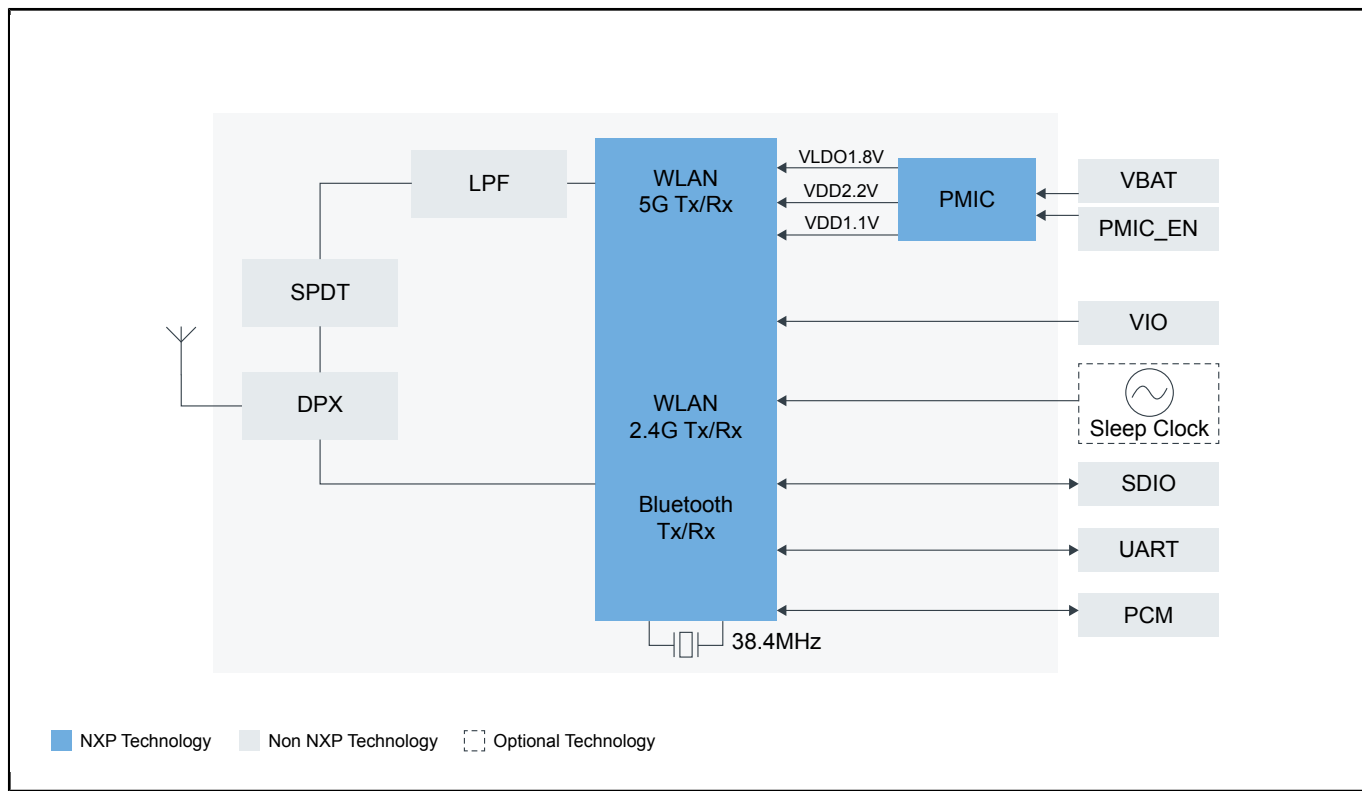 LPF
WLAN
5G Tx/Rx
VLDO1.8V
VDD2.2V
VDD1.1V
PMIC
VBAT
PMIC_EN
SPDT
VIO
DPX
WLAN
2.4G Tx/Rx
Sleep Clock
SDIO
Bluetooth
Tx/Rx
UART
PCM
38.4MHz
NXP Technology
Non NXP Technology
Optional Technology